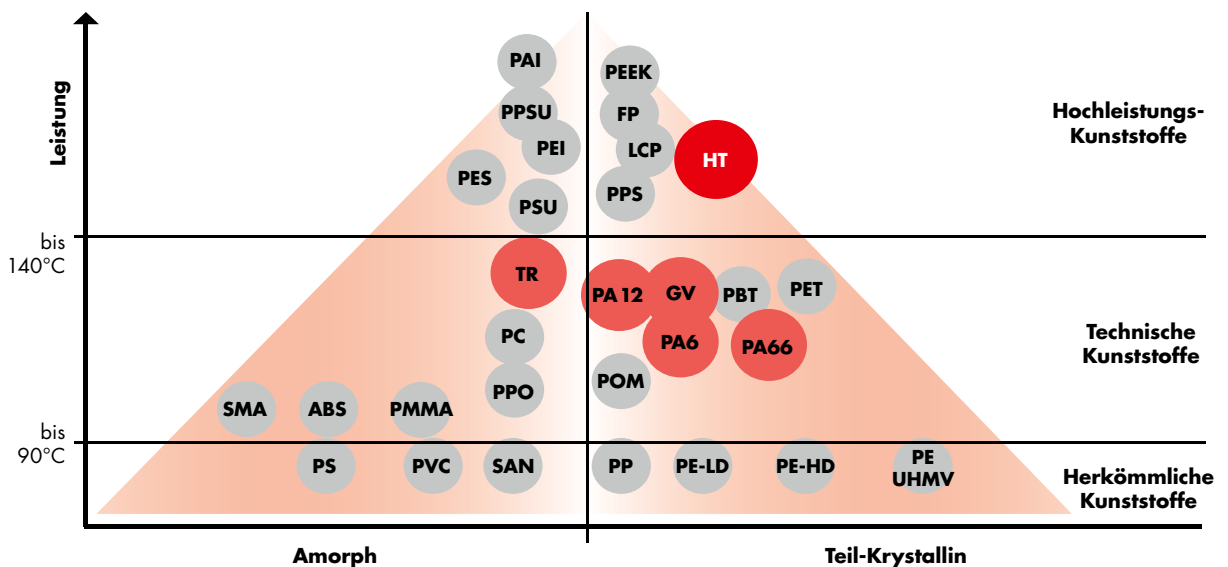 Leistung
PAI
PEEK
PPSU
FP
Hochleistungs-
Kunststoffe
PEI
LCP
HT
PES
PPS
PSU
bis
140°C
TR
PA 12
GV
PBT
PET
PC
PA6
PA66
Technische
Kunststoffe
PPO
POM
SMA
ABS
PMMA
bis
90°C
PS
PVC
SAN
PP
PE-LD
PE-HD
PE
UHMV
Herkömmliche
Kunststoffe
Amorph
Teil-Krystallin